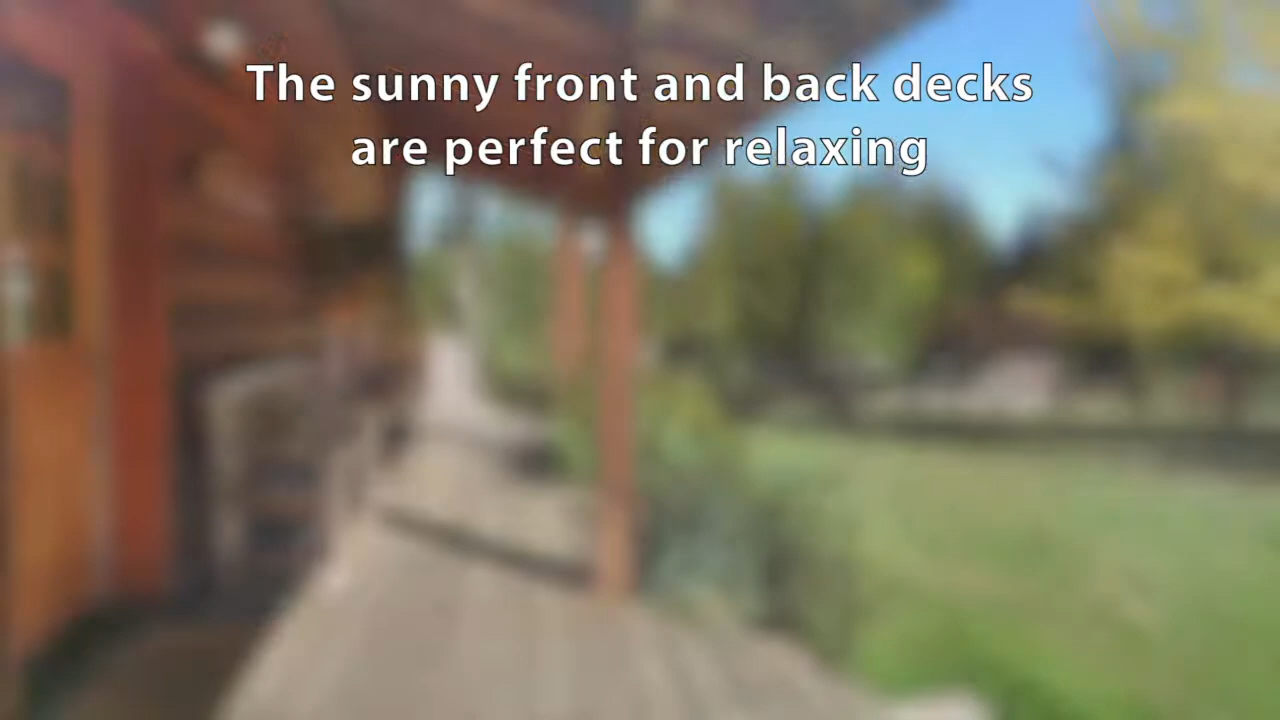 The sunny front and back decks
are perfect for relaxing